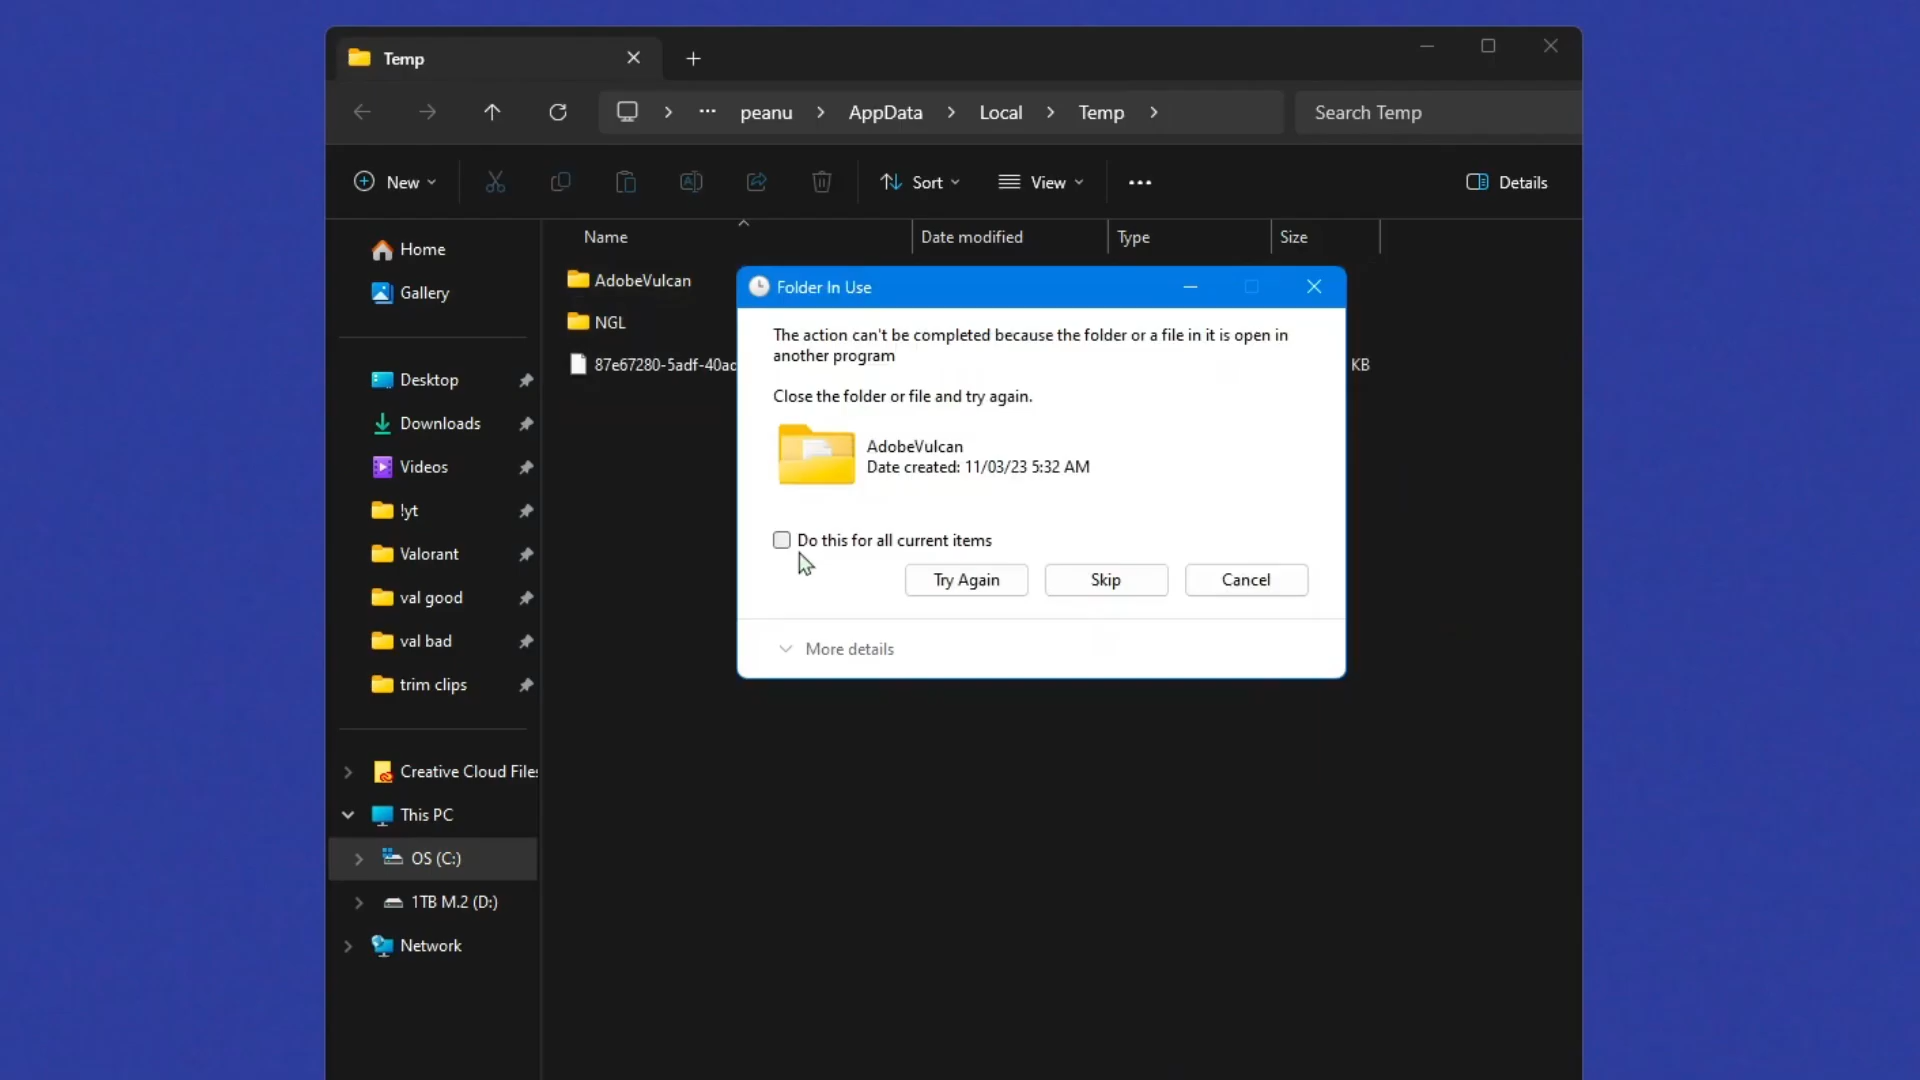 Temp
peanu
AppData
Local
Temp
Search Temp
New
Sort
View
Details
Name
Date modified
Type
Size
Home
Gallery
Desktop
Downloads
Videos
!yt
Valorant
val good
val bad
trim clips
Creative Cloud Files
This PC
OS (C:)
1TB M.2 (D:)
Network
AdobeVulcan
NGL
87e67280-5adf-40ac
KB
Folder In Use
The action can't be completed because the folder or a file in it is open in
another program
Close the folder or file and try again.
AdobeVulcan
Date created: 11/03/23 5:32 AM
Do this for all current items
Try Again
Skip
Cancel
More details